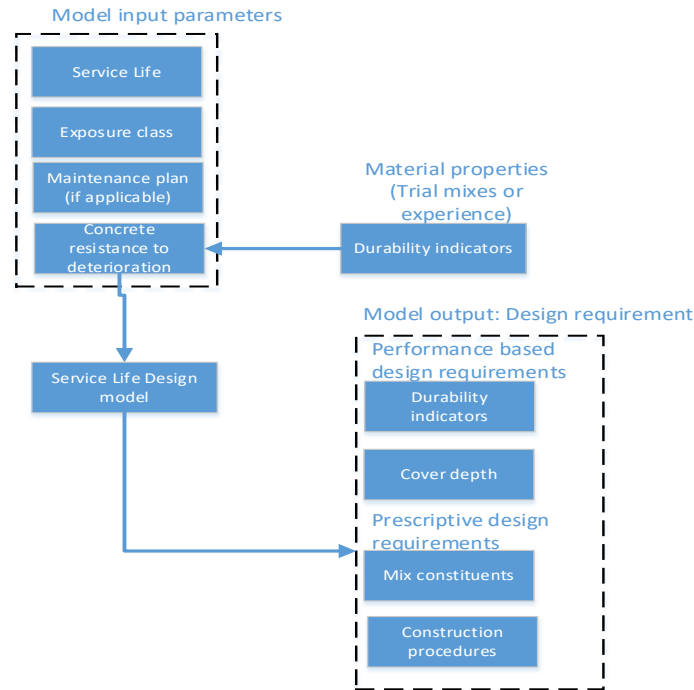 Model input parameters
Service Life
Exposure class
Maintenance plan
(if applicable)
Concrete
resistance to
deterioration
Material properties
(Trial mixes or
experience)
Durability indicators
Service Life Design
model
Model output: Design requirement
Performance based
design requirements
Durability
indicators
Cover depth
Prescriptive design
requirements
Mix constituents
Construction
procedures